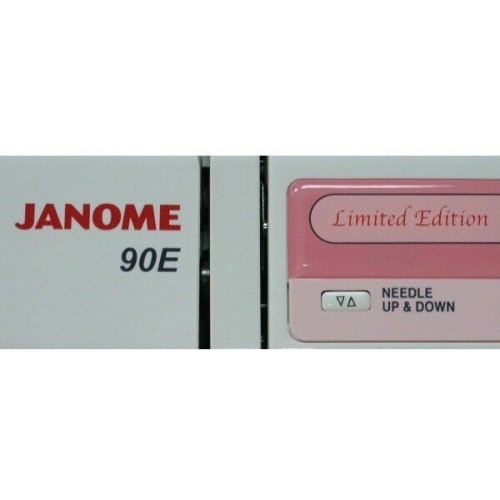 JANOME
90E
Limited Edition
NEEDLE
UP & DOWN